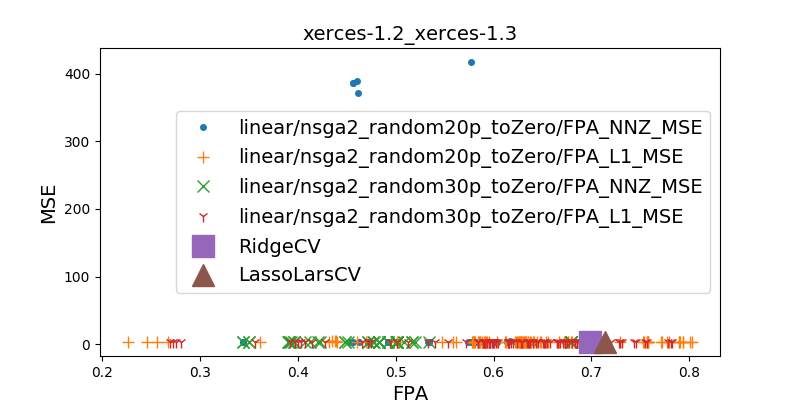 xerces-1.2_xerces-1.3
400
300
200
100
0
MSE
linear/nsga2_random20p_toZero/FPA_NNZ_MSE
linear/nsga2_random20p_toZero/FPA_L1_MSE
linear/nsga2_random30p_toZero/FPA_NNZ_MSE
linear/nsga2_random30p_toZero/FPA_L1_MSE
RidgeCV
LassoLarsCV
0.2 0.3 0.4 0.5 0.6 0.7 0.8
FPA